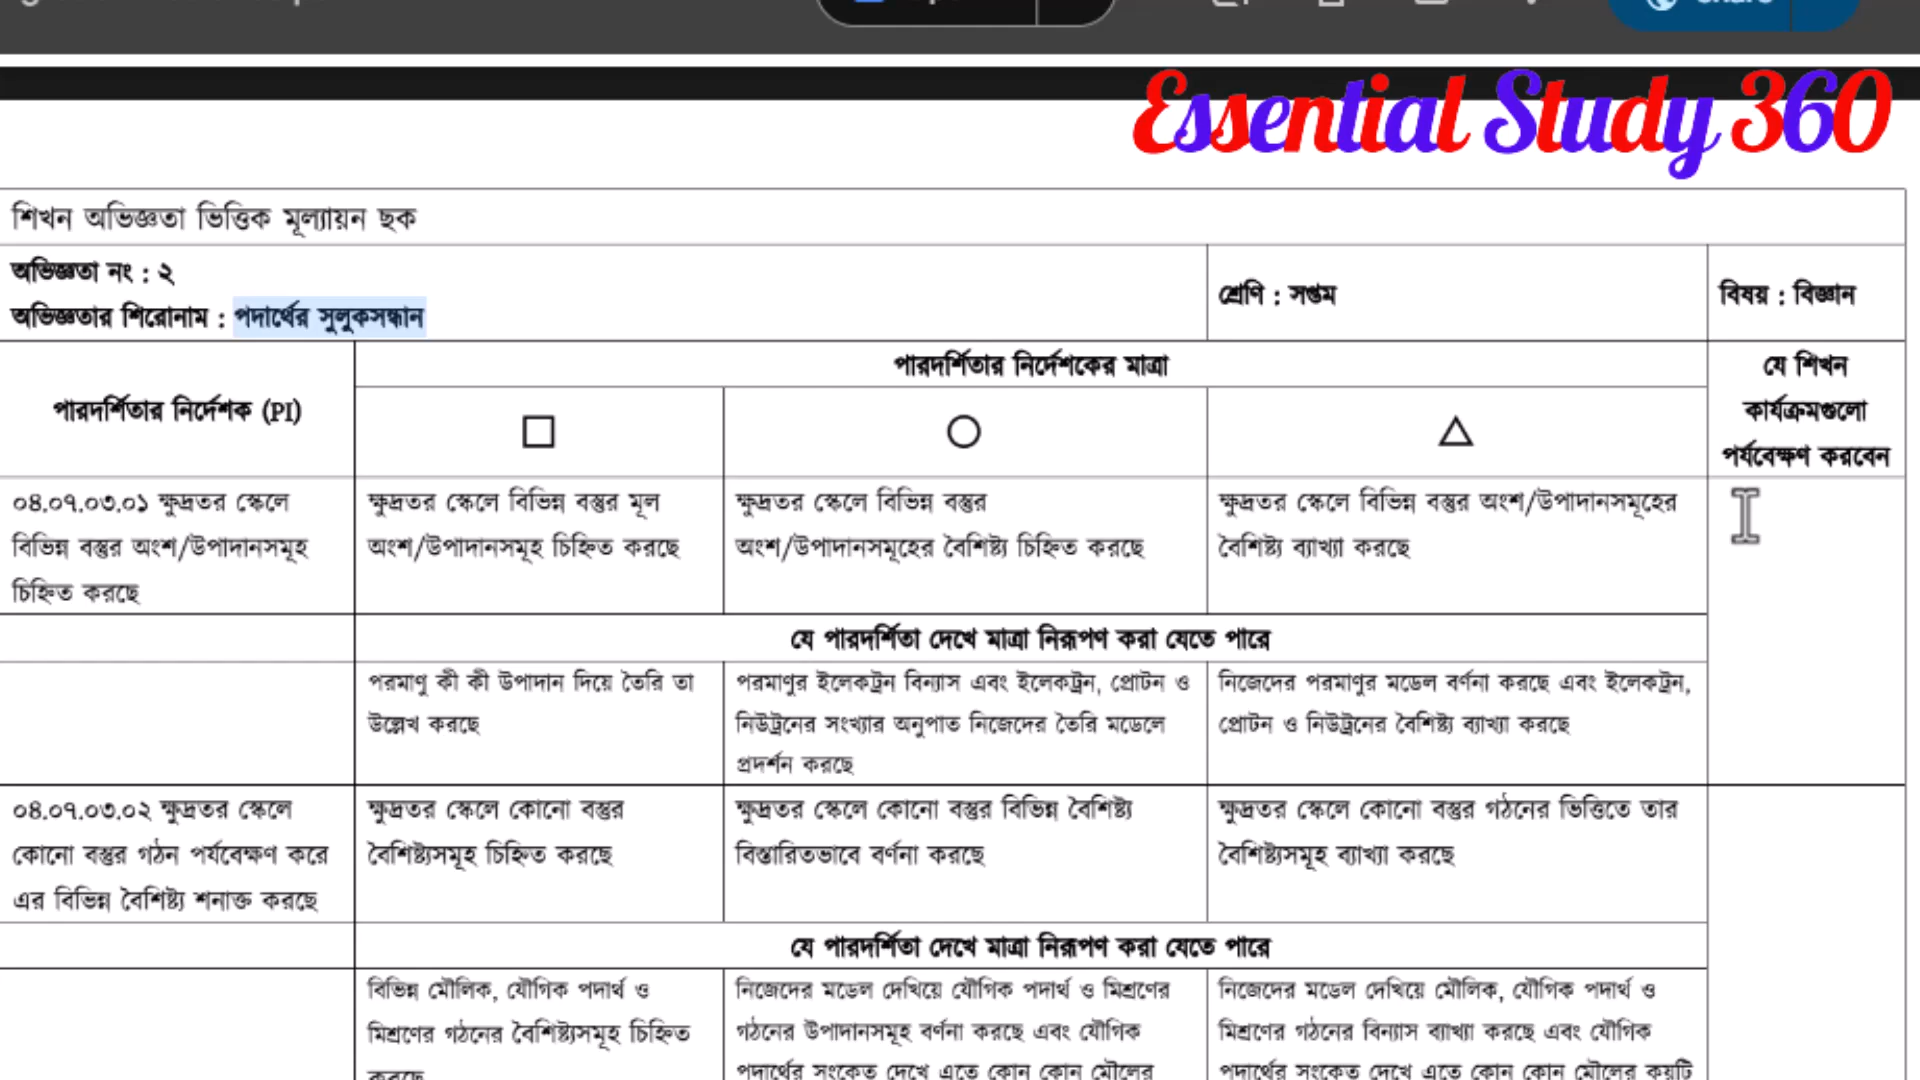 Essential Study 360
শিখন অভিজ্ঞতা ভিত্তিক মূল্যায়ন ছক
অভিজ্ঞতা নং : ২
অভিজ্ঞতার শিরোনাম : পদার্থের সুলুকসন্ধান
শ্রেণি : সপ্তম
বিষয় : বিজ্ঞান
পারদর্শিতার নির্দেশক (PI)
পারদর্শিতার নির্দেশকের মাত্রা
যে শিখন
কার্যক্রমগুলো
পর্যবেক্ষণ করবেন
০৪.০৭.০৩.০১ ক্ষুদ্রতর স্কেলে
বিভিন্ন বস্তুর অংশ/উপাদানসমূহ
চিহ্নিত করছে
ক্ষুদ্রতর স্কেলে বিভিন্ন বস্তুর মূল
অংশ/উপাদানসমূহ চিহ্নিত করছে
ক্ষুদ্রতর স্কেলে বিভিন্ন বস্তুর
অংশ/উপাদানসমূহের বৈশিষ্ট্য চিহ্নিত করছে
ক্ষুদ্রতর স্কেলে বিভিন্ন বস্তুর অংশ/উপাদানসমূহের
বৈশিষ্ট্য ব্যাখ্যা করছে
যে পারদর্শিতা দেখে মাত্রা নিরূপণ করা যেতে পারে
পরমাণু কী কী উপাদান দিয়ে তৈরি তা
উল্লেখ করছে
পরমাণুর ইলেকট্রন বিন্যাস এবং ইলেকট্রন, প্রোটন ও
নিউট্রনের সংখ্যার অনুপাত নিজেদের তৈরি মডেলে
প্রদর্শন করছে
নিজেদের পরমাণুর মডেল বর্ণনা করছে এবং ইলেকট্রন,
প্রোটন ও নিউট্রনের বৈশিষ্ট্য ব্যাখ্যা করছে
০৪.০৭.০৩.০২ ক্ষুদ্রতর স্কেলে
কোনো বস্তুর গঠন পর্যবেক্ষণ করে
এর বিভিন্ন বৈশিষ্ট্য শনাক্ত করছে
ক্ষুদ্রতর স্কেলে কোনো বস্তুর
বৈশিষ্ট্যসমূহ চিহ্নিত করছে
ক্ষুদ্রতর স্কেলে কোনো বস্তুর বিভিন্ন বৈশিষ্ট্য
বিস্তারিতভাবে বর্ণনা করছে
ক্ষুদ্রতর স্কেলে কোনো বস্তুর গঠনের ভিত্তিতে তার
বৈশিষ্ট্যসমূহ ব্যাখ্যা করছে
যে পারদর্শিতা দেখে মাত্রা নিরূপণ করা যেতে পারে
বিভিন্ন মৌলিক, যৌগিক পদার্থ ও
মিশ্রণের গঠনের বৈশিষ্ট্যসমূহ চিহ্নিত
করছে
নিজেদের মডেল দেখিয়ে যৌগিক পদার্থ ও মিশ্রণের
গঠনের উপাদানসমূহ বর্ণনা করছে এবং যৌগিক
পদার্থের সংকেত দেখে এতে কোন কোন মৌলের
নিজেদের মডেল দেখিয়ে মৌলিক, যৌগিক পদার্থ ও
মিশ্রণের গঠনের বিন্যাস ব্যাখ্যা করছে এবং যৌগিক
পদার্থের সংকেত দেখে এতে কোন কোন মৌলের কয়টি